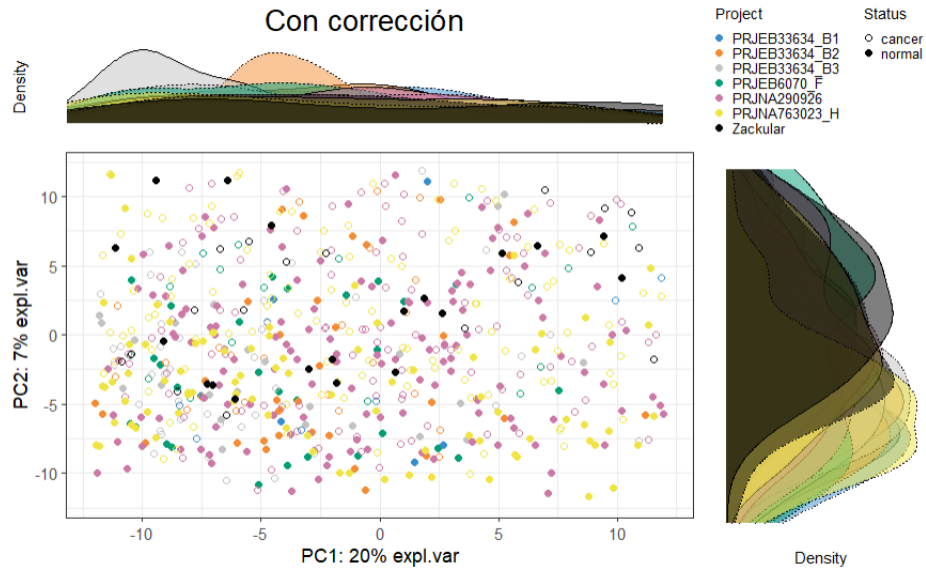 Con corrección
Density
Project
PRJEB33634_B1
PRJEB33634_B2
PRJEB33634_B3
PRJEB6070_F
PRJNA290926
PRJNA763023_H
Zackular
Status
cancer
normal
10
5
0
-5
-10
PC2: 7% expl.var
-10
-5
0
5
10
PC1: 20% expl.var
Density